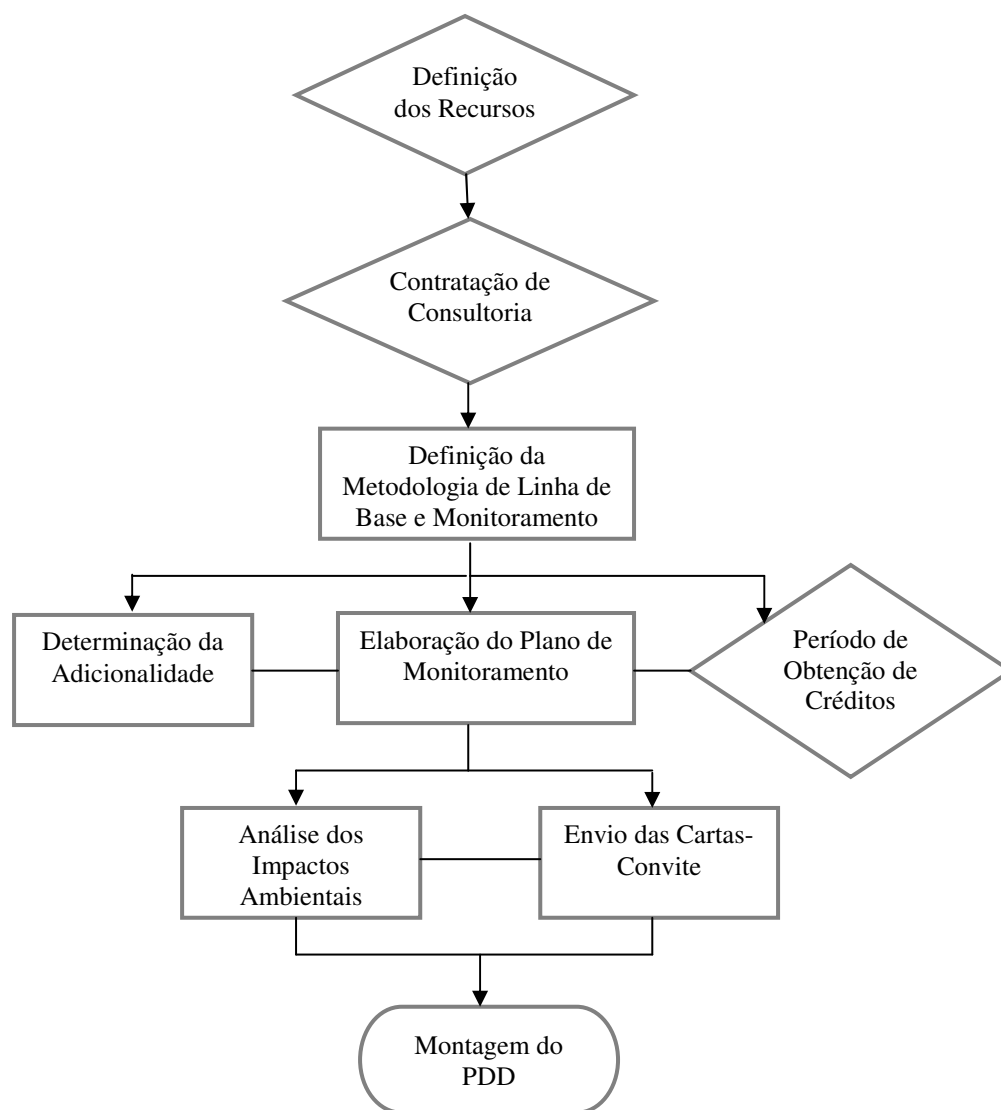 Definição
dos Recursos
Contratação de
Consultoria
Definição da
Metodologia de Linha de
Base e Monitoramento
Determinação da
Adicionalidade
Elaboração do Plano de
Monitoramento
Período de
Obtenção de
Créditos
Análise dos
Impactos
Ambientais
Envio das Cartas-
Convite
Montagem do
PDD